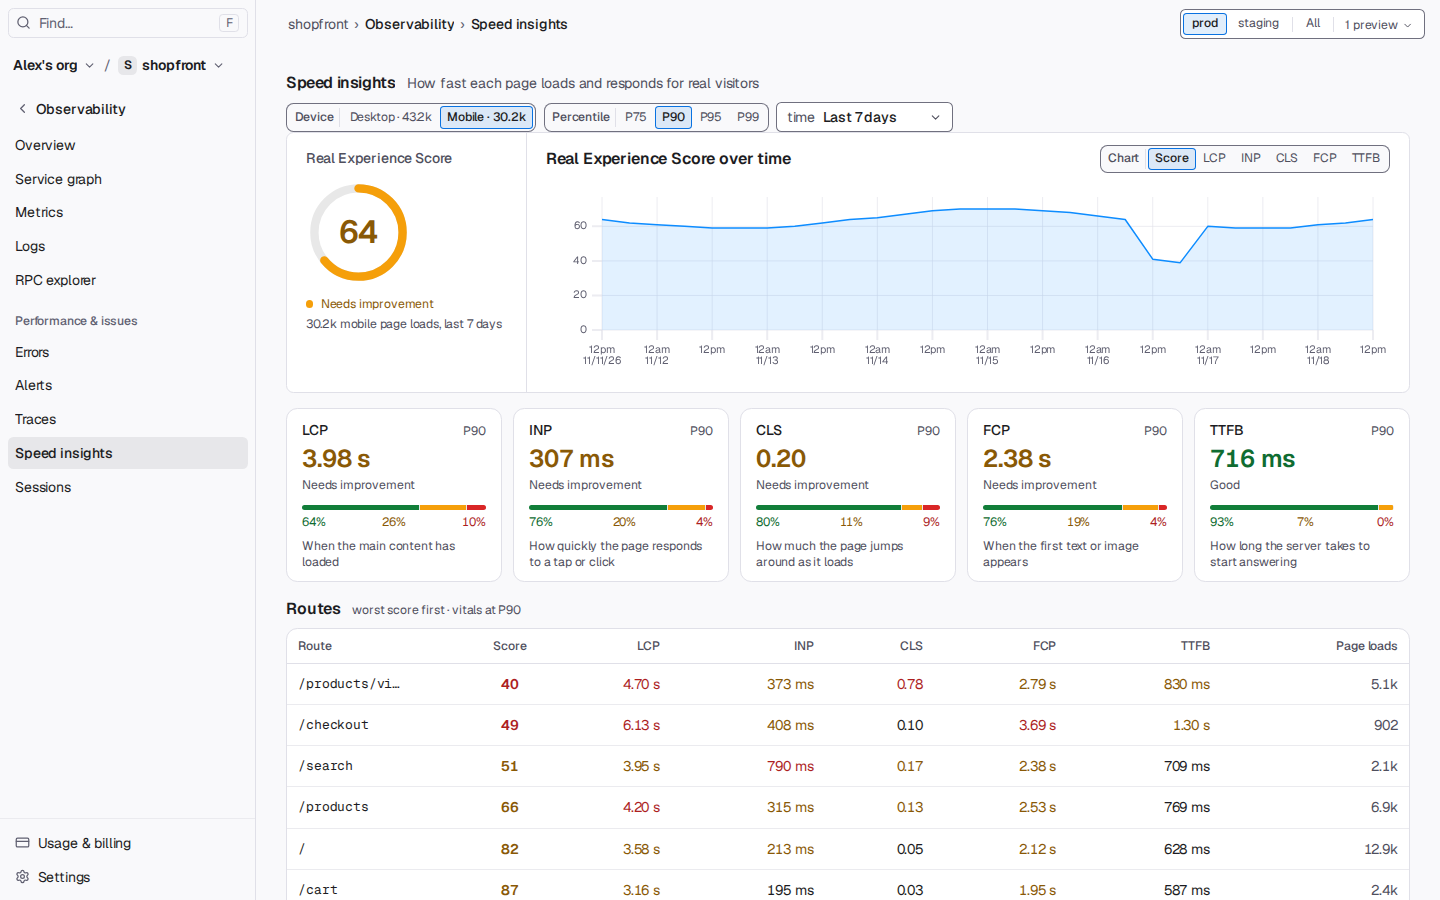 Find...
F
Alex's org
/
S
shopfront
Observability
Overview
Service graph
Metrics
Logs
RPC explorer
Performance & issues
Errors
Alerts
Traces
Speed insights
Sessions
Usage & billing
Settings
shopfront › Observability › Speed insights
prod staging All 1 preview
Speed insights How fast each page loads and responds for real visitors
Device Desktop · 43.2k Mobile · 30.2k
Percentile P75 P90 P95 P99
time Last 7 days
Real Experience Score
64
Needs improvement
30.2k mobile page loads, last 7 days
Real Experience Score over time
Chart Score LCP INP CLS FCP TTFB
60
40
20
0
12pm 12am 12pm 12am 12pm 12am 12pm 12am 12pm 12am 12pm 12am 12pm 12am 12pm
11/11/26 11/12 11/13 11/14 11/15 11/16 11/17 11/18
LCP P90
3.98 s
Needs improvement
64% 26% 10%
When the main content has
loaded
INP P90
307 ms
Needs improvement
76% 20% 4%
How quickly the page responds
to a tap or click
CLS P90
0.20
Needs improvement
80% 11% 9%
How much the page jumps
around as it loads
FCP P90
2.38 s
Needs improvement
76% 19% 4%
When the first text or image
appears
TTFB P90
716 ms
Good
93% 7% 0%
How long the server takes to
start answering
Routes worst score first · vitals at P90
Route Score LCP INP CLS FCP TTFB Page loads
/products/vi… 40 4.70 s 373 ms 0.78 2.79 s 830 ms 5.1k
/checkout 49 6.13 s 408 ms 0.10 3.69 s 1.30 s 902
/search 51 3.95 s 790 ms 0.17 2.38 s 709 ms 2.1k
/products 66 4.20 s 315 ms 0.13 2.53 s 769 ms 6.9k
/ 82 3.58 s 213 ms 0.05 2.12 s 628 ms 12.9k
/cart 87 3.16 s 195 ms 0.03 1.95 s 587 ms 2.4k